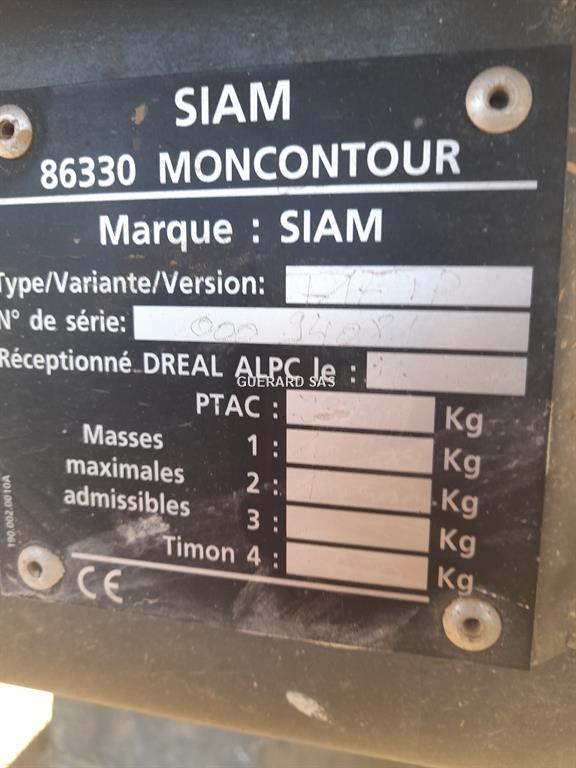 SIAM
86330 MONCONTOUR
Marque : SIAM
Type/Variante/Version:
N° de série: 000
Réceptionné DREAL ALPC le :
GUERARD SAS
PTAC : Kg
Masses maximales admissibles
1 : Kg
2 : Kg
3 : Kg
Timon 4 : Kg
CE
190.002.0010A